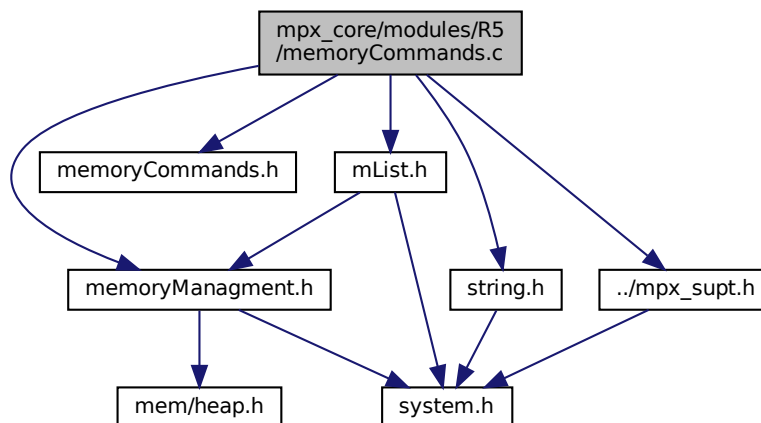 mpx_core/modules/R5
/memoryCommands.c
memoryCommands.h
mList.h
memoryManagment.h
string.h
../mpx_supt.h
mem/heap.h
system.h